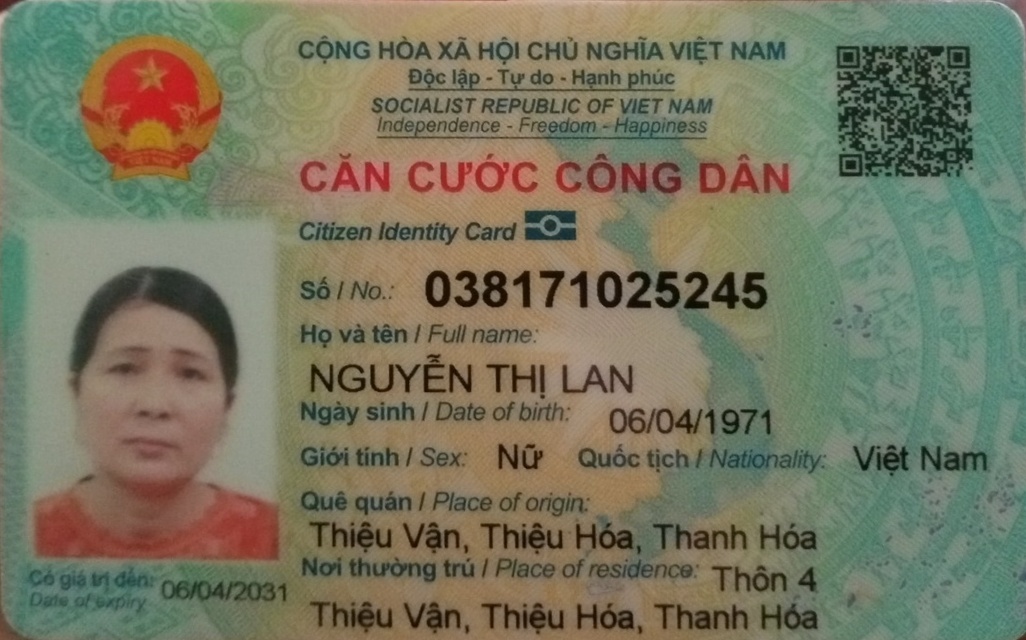 CỘNG HÒA XÃ HỘI CHỦ NGHĨA VIỆT NAM
Độc lập - Tự do - Hạnh phúc
SOCIALIST REPUBLIC OF VIET NAM
Independence - Freedom - Happiness
CĂN CƯỚC CÔNG DÂN
Citizen Identity Card
Số / No.: 038171025245
Họ và tên / Full name:
NGUYỄN THỊ LAN
Ngày sinh / Date of birth: 06/04/1971
Giới tính / Sex: Nữ Quốc tịch / Nationality: Việt Nam
Quê quán / Place of origin:
Thiệu Vận, Thiệu Hóa, Thanh Hóa
Nơi thường trú / Place of residence: Thôn 4
Thiệu Vận, Thiệu Hóa, Thanh Hóa
Có giá trị đến: 06/04/2031
Date of expiry